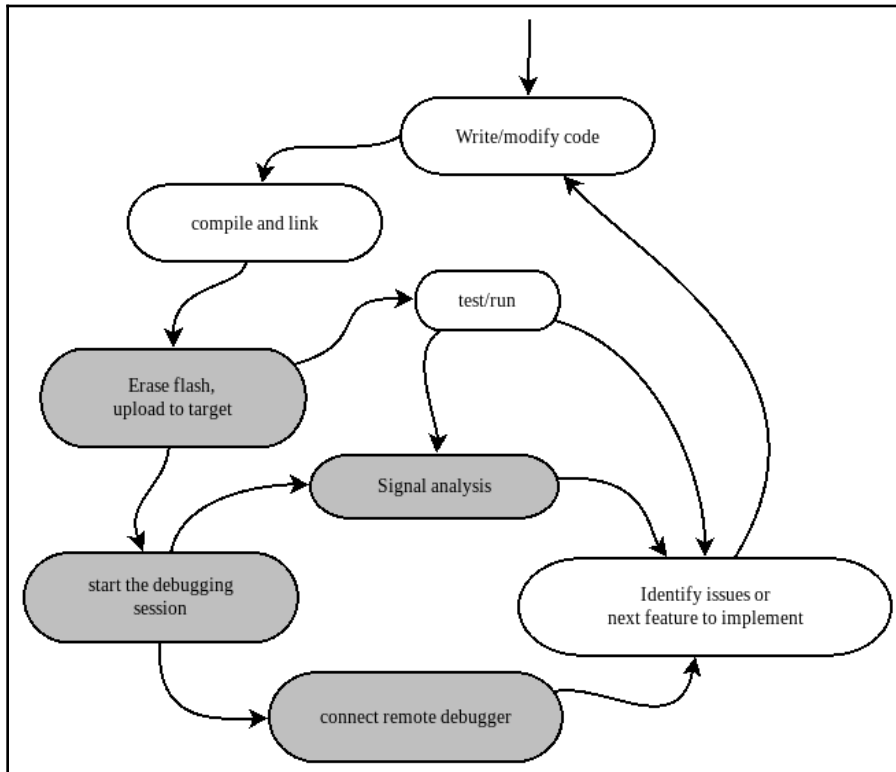 Write/modify code
compile and link
test/run
Erase flash,
upload to target
Signal analysis
start the debugging
session
Identify issues or
next feature to implement
connect remote debugger